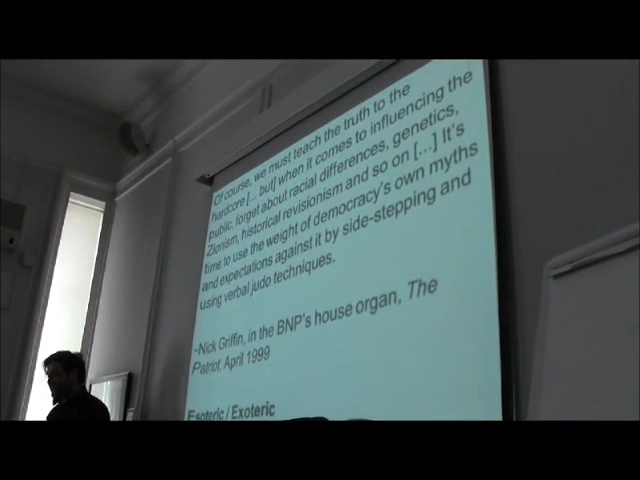 Of course, we must teach the truth to the
hardcore [... but] when it comes to influencing the
public, forget about racial differences, genetics,
Zionism, historical revisionism and so on [...] It's
time to use the weight of democracy's own myths
and expectations against it by side-stepping and
using verbal judo techniques.
~Nick Griffin, in the BNP's house organ, The
Patriot, April 1999
Esoteric / Exoteric